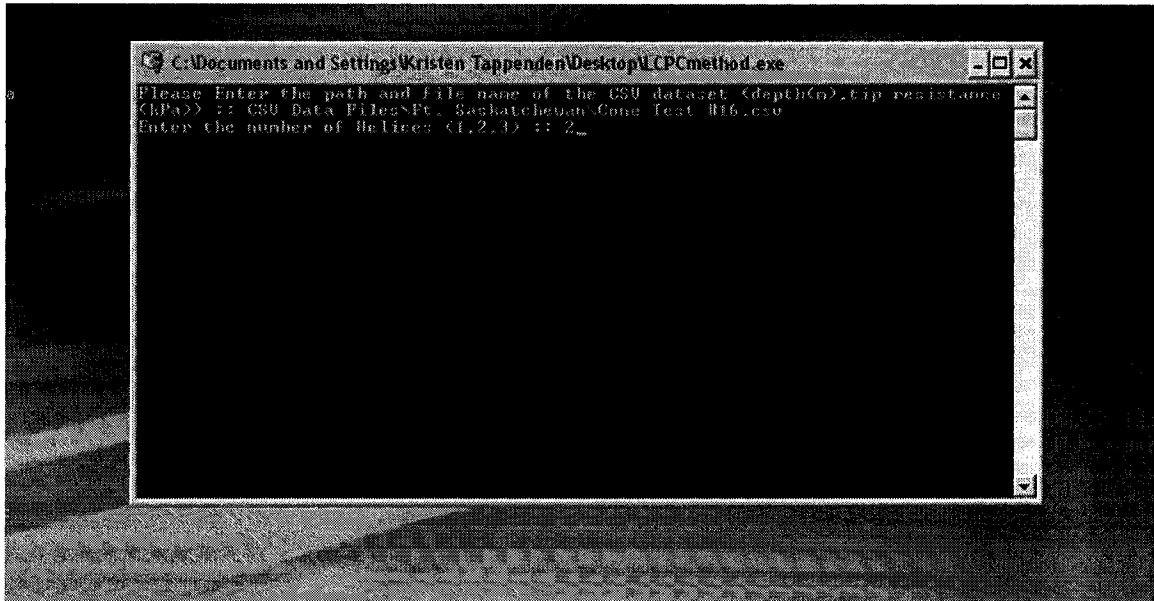 C:\Documents and Settings\Kristen Tappenden\Desktop\LCPCmethod.exe
Please Enter the path and file name of the CSV dataset (depth(m),tip resistance
(kPa)) :: CSV Data Files\Ft. Saskatchewan\Cone Test #16.csv
Enter the number of Helices (1,2,3) :: 2_